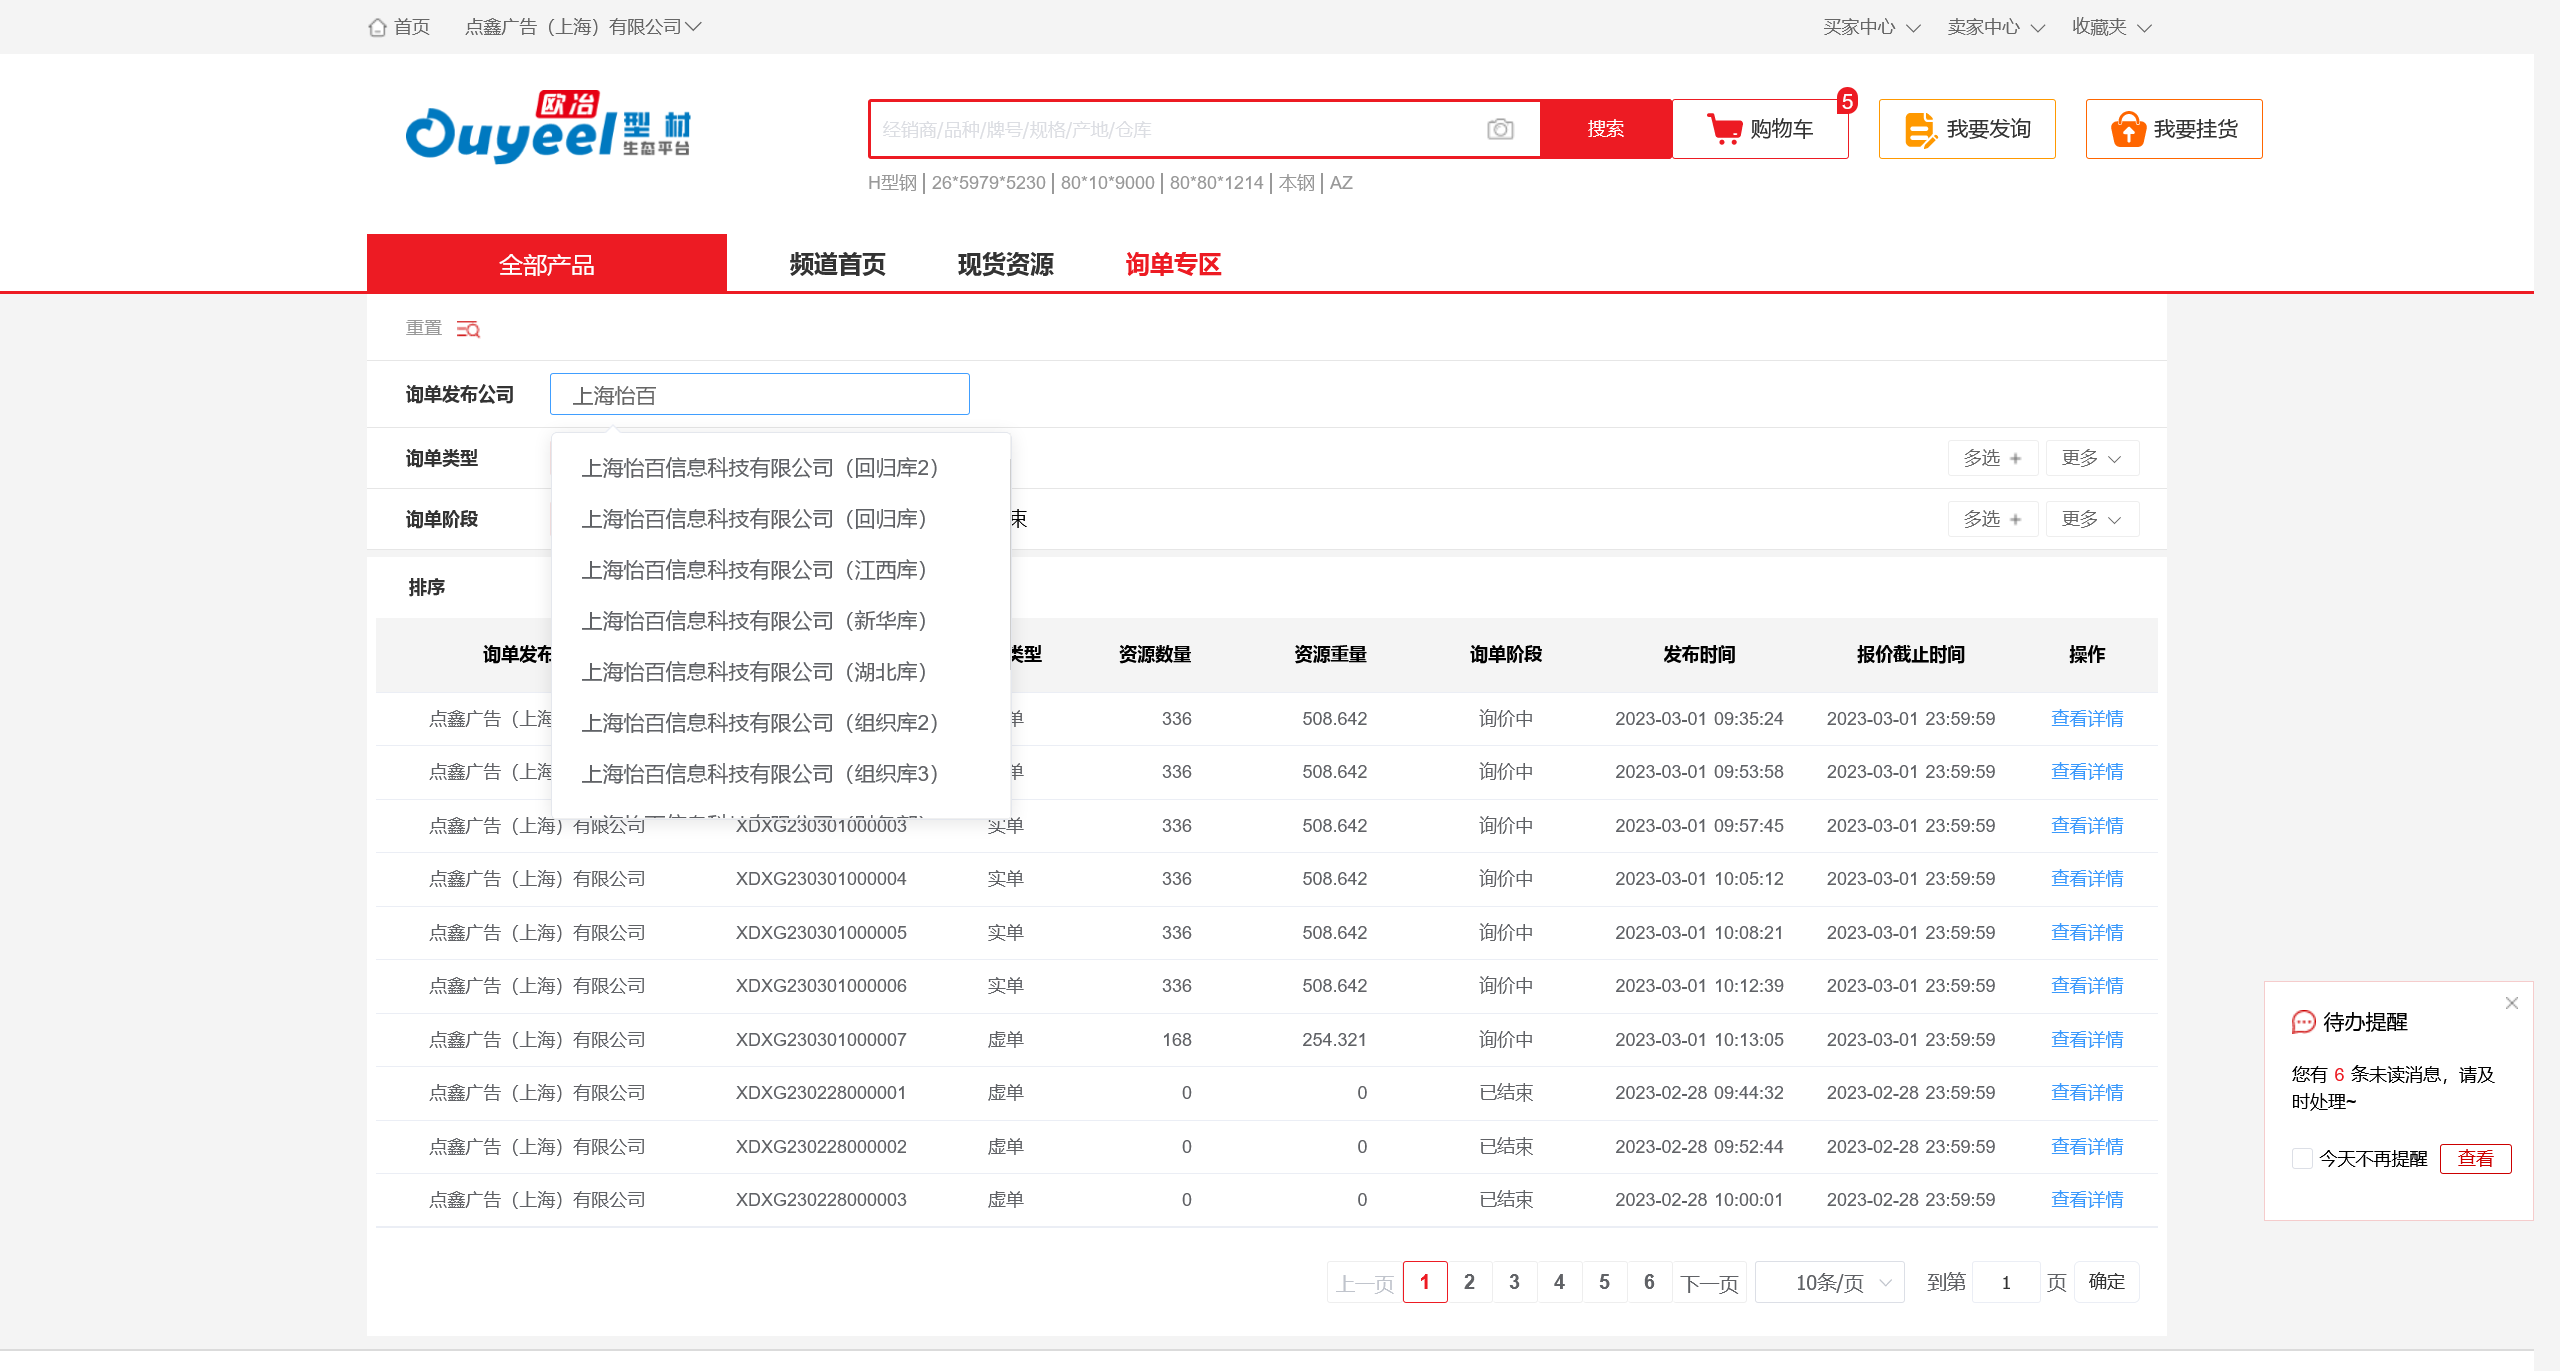 首页 点鑫广告（上海）有限公司 买家中心 卖家中心 收藏夹
欧冶
Ouyeel 型材
生态平台
经销商/品种/牌号/规格/产地/仓库 搜索 购物车 5 我要发询 我要挂货
H型钢 | 26*5979*5230 | 80*10*9000 | 80*80*1214 | 本钢 | AZ
全部产品 频道首页 现货资源 询单专区
重置
询单发布公司 上海怡百
询单类型 多选 + 更多
询单阶段 束 多选 + 更多
上海怡百信息科技有限公司（回归库2）
上海怡百信息科技有限公司（回归库）
上海怡百信息科技有限公司（江西库）
上海怡百信息科技有限公司（新华库）
上海怡百信息科技有限公司（湖北库）
上海怡百信息科技有限公司（组织库2）
上海怡百信息科技有限公司（组织库3）
排序
询单发布 类型 资源数量 资源重量 询单阶段 发布时间 报价截止时间 操作
点鑫广告（上海 单 336 508.642 询价中 2023-03-01 09:35:24 2023-03-01 23:59:59 查看详情
点鑫广告（上海 单 336 508.642 询价中 2023-03-01 09:53:58 2023-03-01 23:59:59 查看详情
点鑫广告（上海）有限公司 XDXG230301000003 实单 336 508.642 询价中 2023-03-01 09:57:45 2023-03-01 23:59:59 查看详情
点鑫广告（上海）有限公司 XDXG230301000004 实单 336 508.642 询价中 2023-03-01 10:05:12 2023-03-01 23:59:59 查看详情
点鑫广告（上海）有限公司 XDXG230301000005 实单 336 508.642 询价中 2023-03-01 10:08:21 2023-03-01 23:59:59 查看详情
点鑫广告（上海）有限公司 XDXG230301000006 实单 336 508.642 询价中 2023-03-01 10:12:39 2023-03-01 23:59:59 查看详情
点鑫广告（上海）有限公司 XDXG230301000007 虚单 168 254.321 询价中 2023-03-01 10:13:05 2023-03-01 23:59:59 查看详情
点鑫广告（上海）有限公司 XDXG230228000001 虚单 0 0 已结束 2023-02-28 09:44:32 2023-02-28 23:59:59 查看详情
点鑫广告（上海）有限公司 XDXG230228000002 虚单 0 0 已结束 2023-02-28 09:52:44 2023-02-28 23:59:59 查看详情
点鑫广告（上海）有限公司 XDXG230228000003 虚单 0 0 已结束 2023-02-28 10:00:01 2023-02-28 23:59:59 查看详情
上一页 1 2 3 4 5 6 下一页 10条/页 到第 1 页 确定
待办提醒
您有 6 条未读消息，请及
时处理~
今天不再提醒 查看